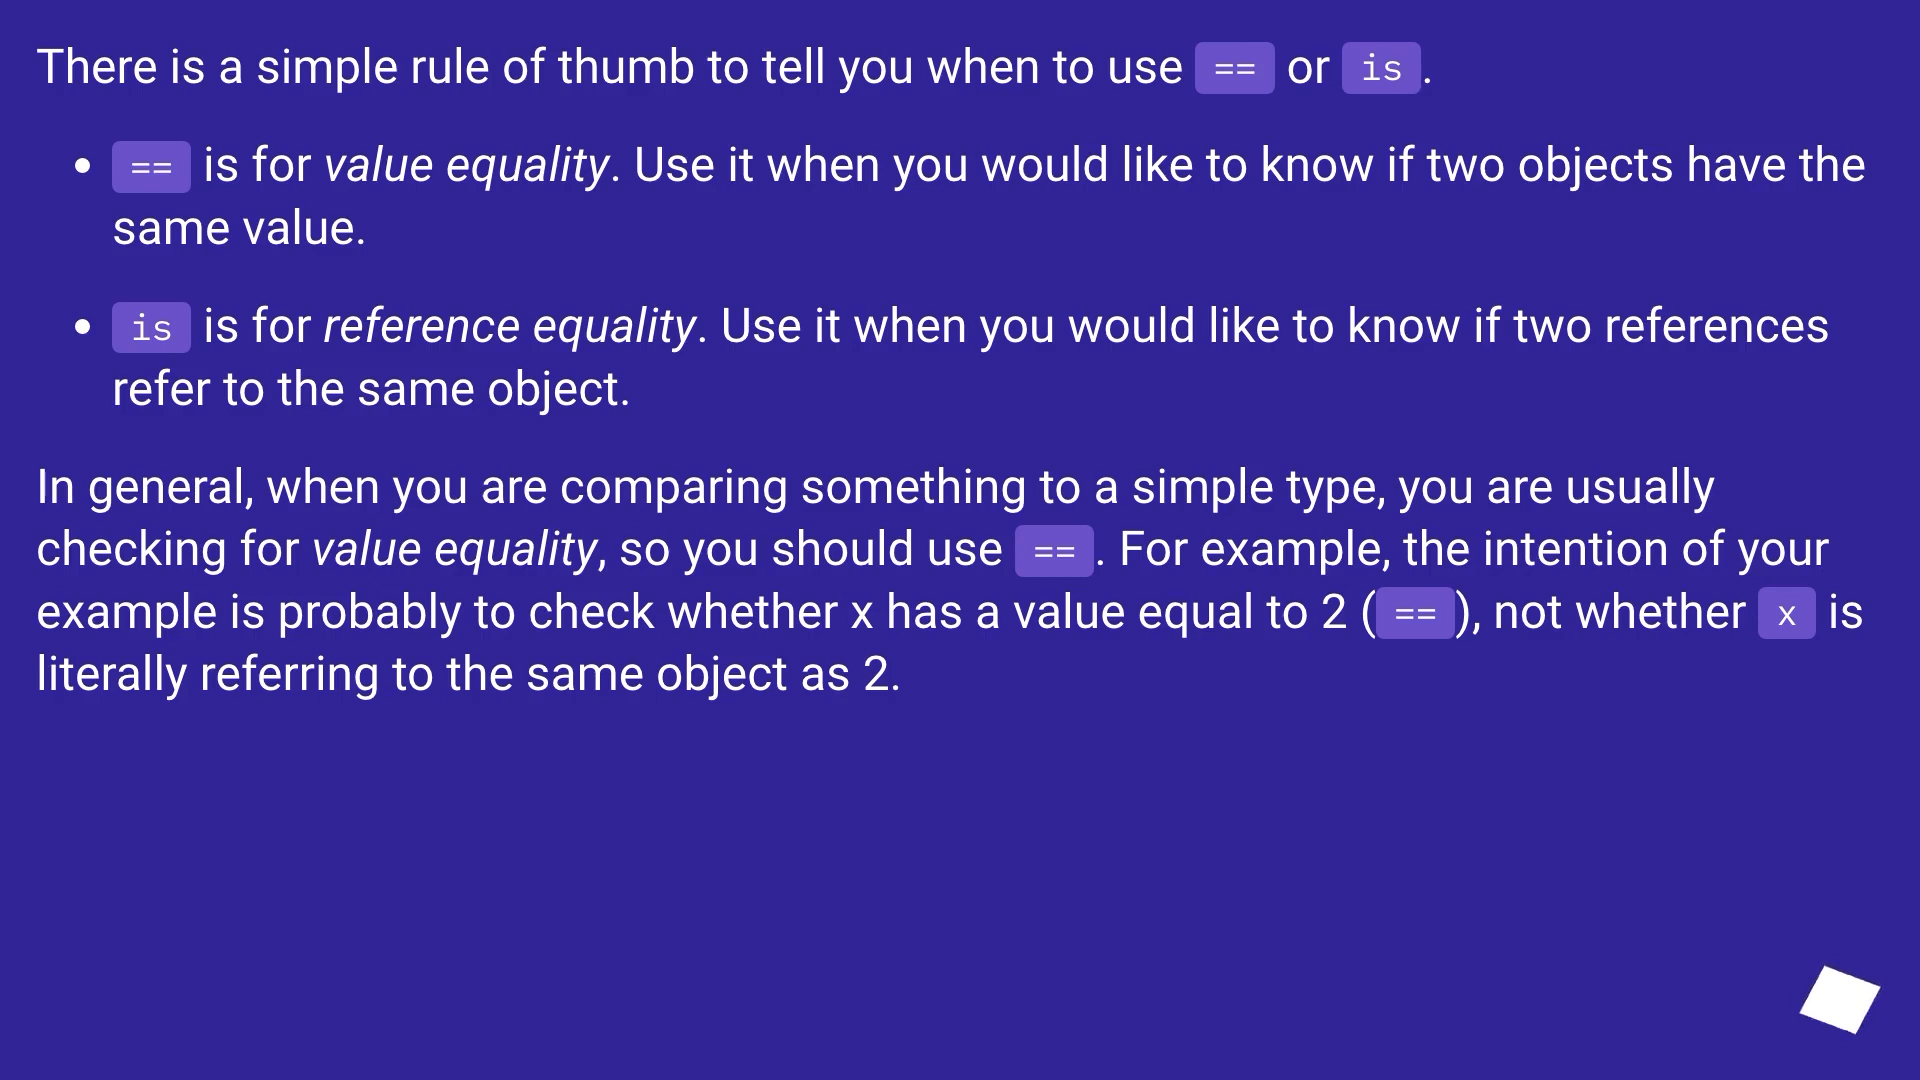 There is a simple rule of thumb to tell you when to use == or is.
• == is for value equality. Use it when you would like to know if two objects have the
same value.
• is is for reference equality. Use it when you would like to know if two references
refer to the same object.
In general, when you are comparing something to a simple type, you are usually
checking for value equality, so you should use ==. For example, the intention of your
example is probably to check whether x has a value equal to 2 (==), not whether x is
literally referring to the same object as 2.